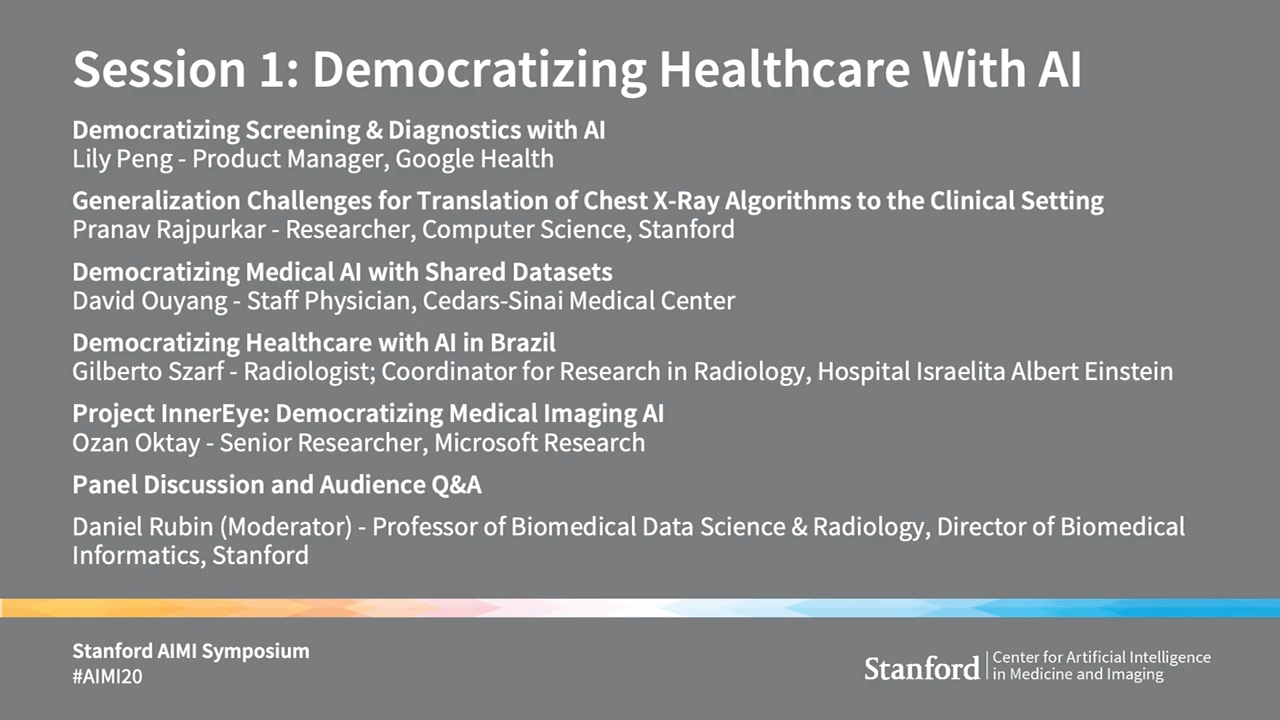 Session 1: Democratizing Healthcare With AI
Democratizing Screening & Diagnostics with AI
Lily Peng - Product Manager, Google Health
Generalization Challenges for Translation of Chest X-Ray Algorithms to the Clinical Setting
Pranav Rajpurkar - Researcher, Computer Science, Stanford
Democratizing Medical AI with Shared Datasets
David Ouyang - Staff Physician, Cedars-Sinai Medical Center
Democratizing Healthcare with AI in Brazil
Gilberto Szarf - Radiologist; Coordinator for Research in Radiology, Hospital Israelita Albert Einstein
Project InnerEye: Democratizing Medical Imaging AI
Ozan Oktay - Senior Researcher, Microsoft Research
Panel Discussion and Audience Q&A
Daniel Rubin (Moderator) - Professor of Biomedical Data Science & Radiology, Director of Biomedical
Informatics, Stanford
Stanford AIMI Symposium
#AIMI20
Stanford
Center for Artificial Intelligence
in Medicine and Imaging